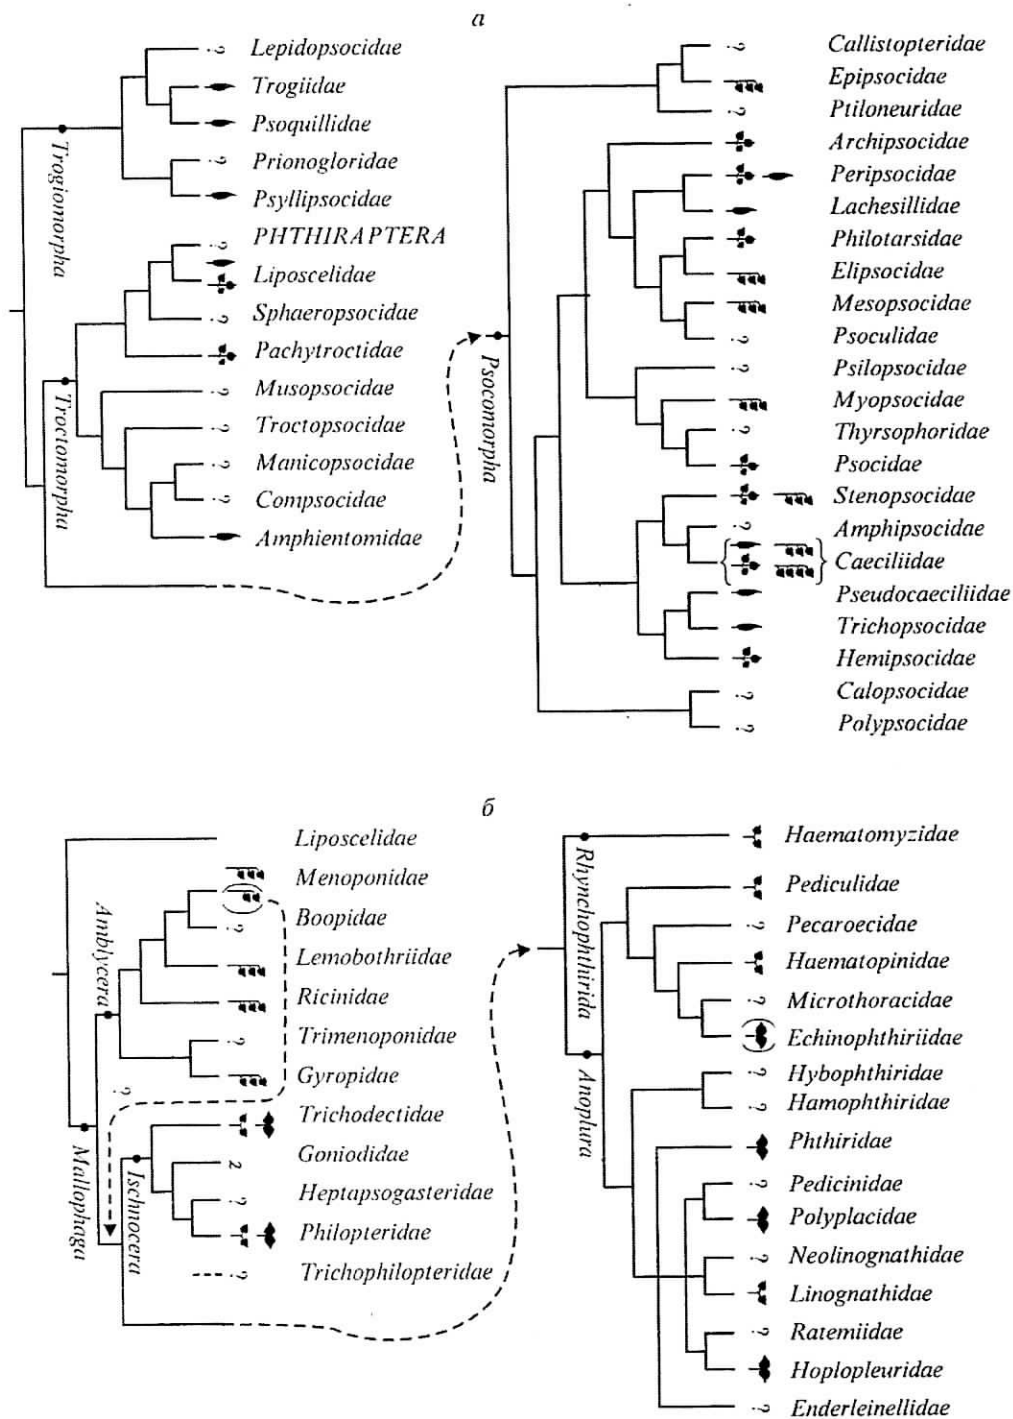 а
Lepidopsocidae
Trogiidae
Psoquillidae
Prionogloridae
Psyllipsocidae
Trogiomorpha
PHTHIRAPTERA
Liposcelidae
Sphaeropsocidae
Pachytroctidae
Musopsocidae
Troctopsocidae
Manicopsocidae
Compsocidae
Amphientomidae
Troctomorpha
Psocomorpha
Callistopteridae
Epipsocidae
Ptiloneuridae
Archipsocidae
Peripsocidae
Lachesillidae
Philotarsidae
Elipsocidae
Mesopsocidae
Psoculidae
Psilopsocidae
Myopsocidae
Thyrsophoridae
Psocidae
Stenopsocidae
Amphipsocidae
Caeciliidae
Pseudocaeciliidae
Trichopsocidae
Hemipsocidae
Calopsocidae
Polypsocidae
б
Liposcelidae
Menoponidae
Boopidae
Lemobothriidae
Ricinidae
Trimenoponidae
Gyropidae
Amblycera
?
Mallophaga
Ischnocera
Trichodectidae
Goniodidae
Heptapsogasteridae
Philopteridae
Trichophilopteridae
Rhynchophthirida
Anoplura
Haematomyzidae
Pediculidae
Pecaroecidae
Haematopinidae
Microthoracidae
Echinophthiriidae
Hybophthiridae
Hamophthiridae
Phthiridae
Pedicinidae
Polyplacidae
Neolinognathidae
Linognathidae
Ratemiidae
Hoplopleuridae
Enderleinellidae